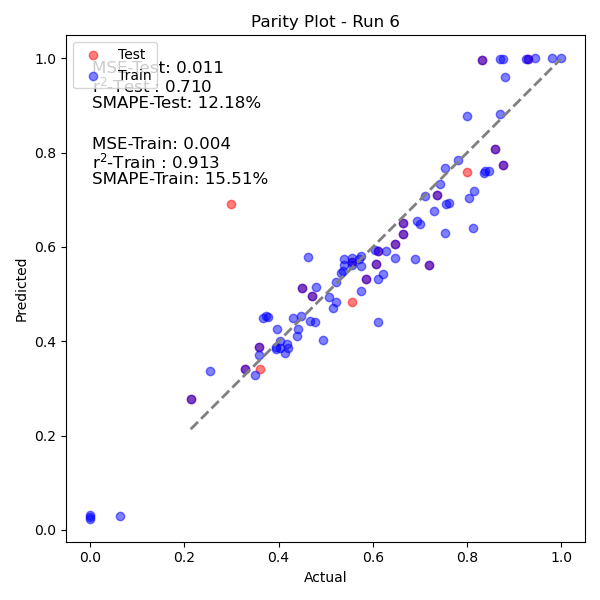 Parity Plot - Run 6
Test
Train
MSE-Test: 0.011
r²-Test : 0.710
SMAPE-Test: 12.18%
MSE-Train: 0.004
r²-Train : 0.913
SMAPE-Train: 15.51%
1.0
0.8
0.6
0.4
0.2
0.0
Predicted
0.0 0.2 0.4 0.6 0.8 1.0
Actual